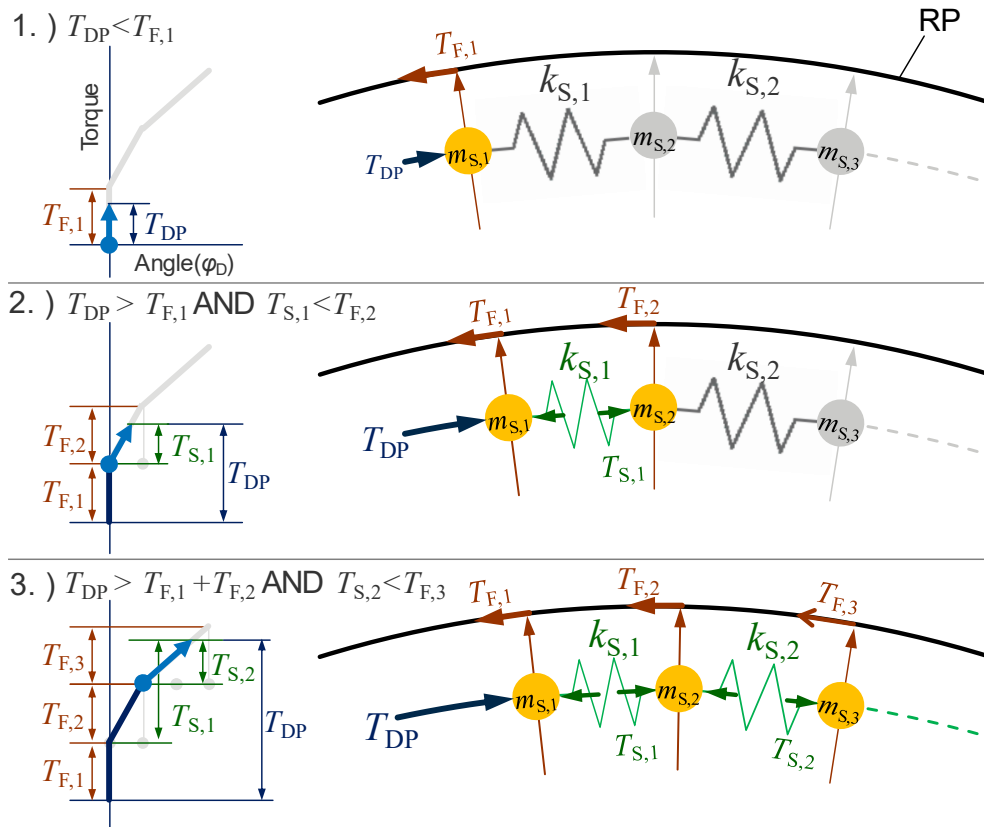 1. ) T_DP < T_F,1
RP
T_F,1
k_S,1
k_S,2
Torque
m_S,1
m_S,2
m_S,3
T_DP
T_F,1
T_DP
Angle(φ_D)
2. ) T_DP > T_F,1 AND T_S,1 < T_F,2
T_F,1
T_F,2
k_S,1
k_S,2
m_S,1
m_S,2
m_S,3
T_DP
T_S,1
T_F,2
T_S,1
T_DP
T_F,1
3. ) T_DP > T_F,1 + T_F,2 AND T_S,2 < T_F,3
T_F,1
T_F,2
T_F,3
k_S,1
k_S,2
m_S,1
m_S,2
m_S,3
T_DP
T_S,1
T_S,2
T_F,3
T_S,2
T_F,2
T_S,1
T_DP
T_F,1